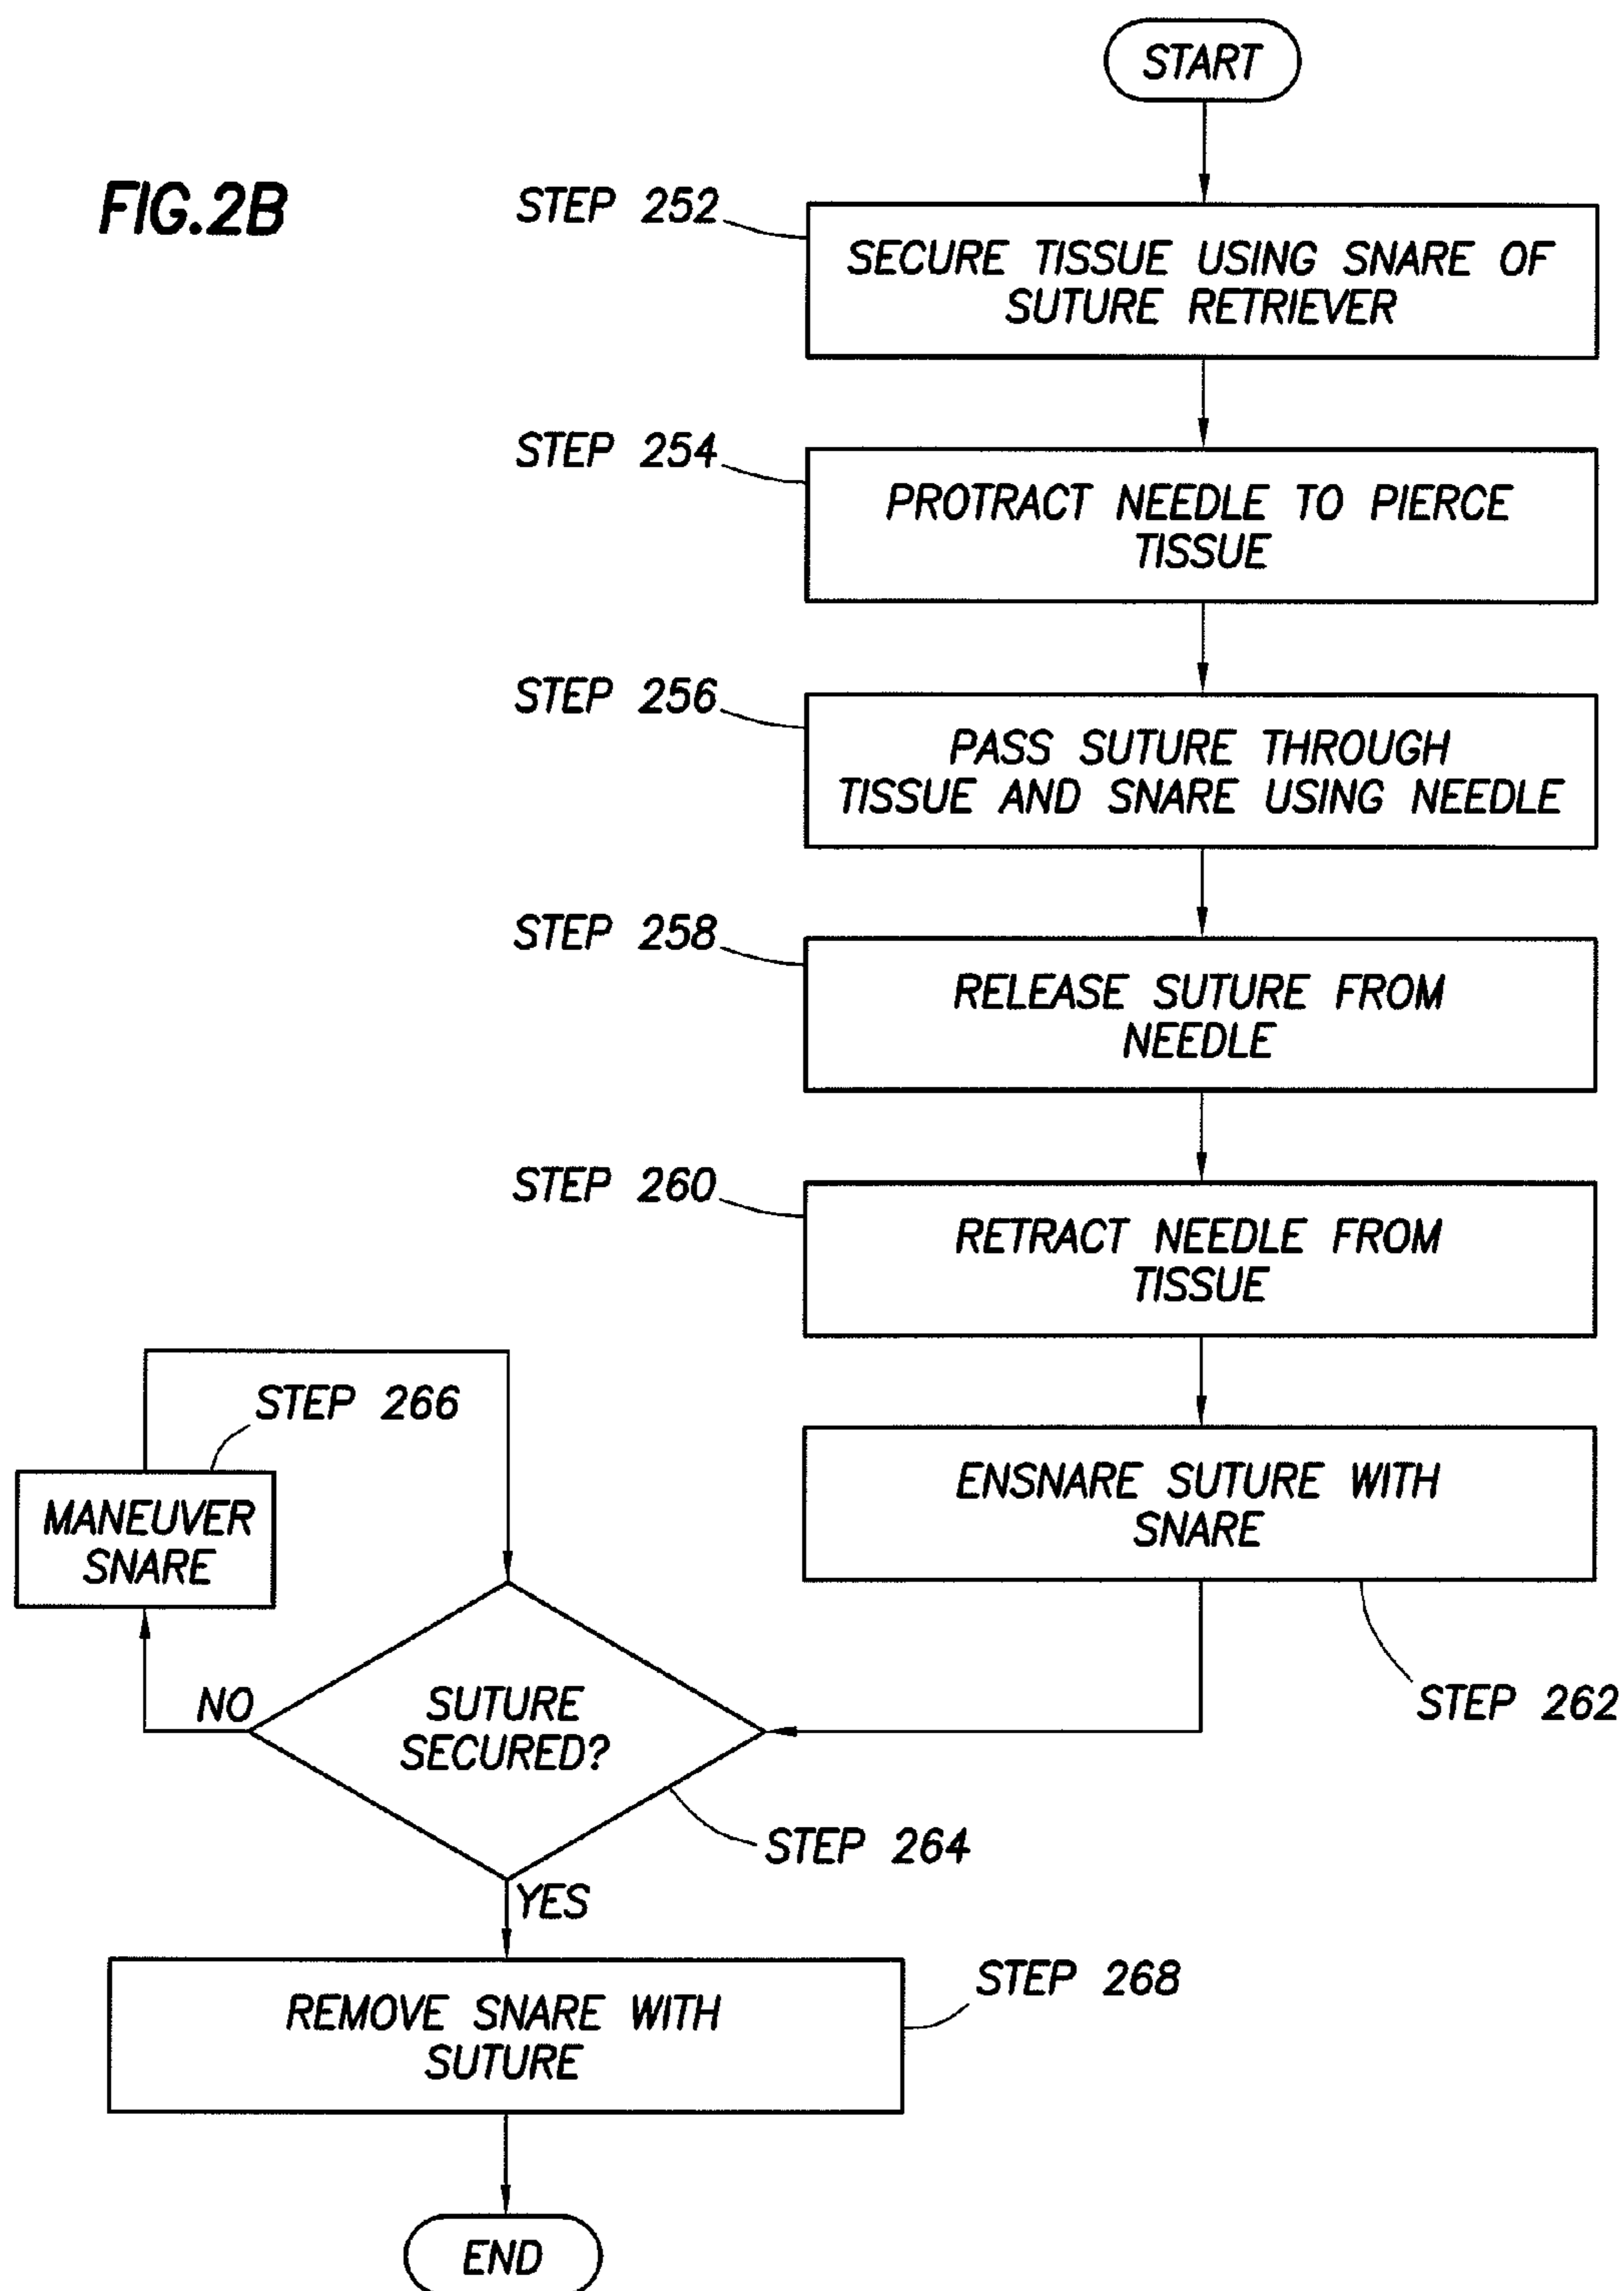 START
FIG.2B
STEP 252
SECURE TISSUE USING SNARE OF
SUTURE RETRIEVER
STEP 254
PROTRACT NEEDLE TO PIERCE
TISSUE
STEP 256
PASS SUTURE THROUGH
TISSUE AND SNARE USING NEEDLE
STEP 258
RELEASE SUTURE FROM
NEEDLE
STEP 260
RETRACT NEEDLE FROM
TISSUE
ENSNARE SUTURE WITH
SNARE
STEP 262
STEP 266
MANEUVER
SNARE
NO
SUTURE
SECURED?
STEP 264
YES
STEP 268
REMOVE SNARE WITH
SUTURE
END